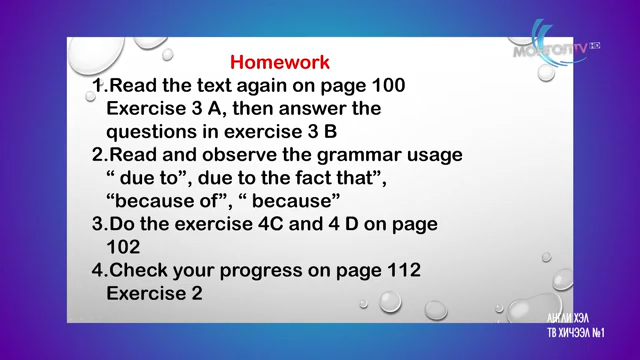 Homework
МОНГОЛ TV HD
1.Read the text again on page 100
Exercise 3 A, then answer the
questions in exercise 3 B
2.Read and observe the grammar usage
“ due to”, due to the fact that”,
“because of”, “ because”
3.Do the exercise 4C and 4 D on page
102
4.Check your progress on page 112
Exercise 2
АНГЛИ ХЭЛ
ТВ ХИЧЭЭЛ №1